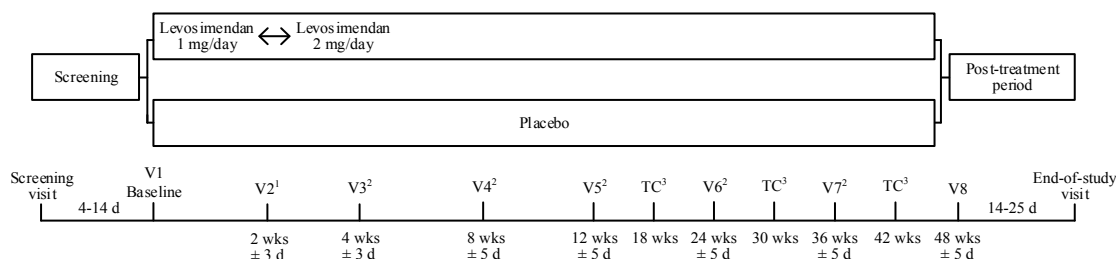 Levosimendan Levosimendan
1 mg/day 2 mg/day
Screening
Post-treatment
period
Placebo
Screening
visit
4-14 d
V1
Baseline
V2¹
V3²
V4²
V5²
TC³
V6²
TC³
V7²
TC³
V8
14-25 d
End-of-study
visit
2 wks
± 3 d
4 wks
± 3 d
8 wks
± 5 d
12 wks
± 5 d
18 wks
24 wks
± 5 d
30 wks
36 wks
± 5 d
42 wks
48 wks
± 5 d